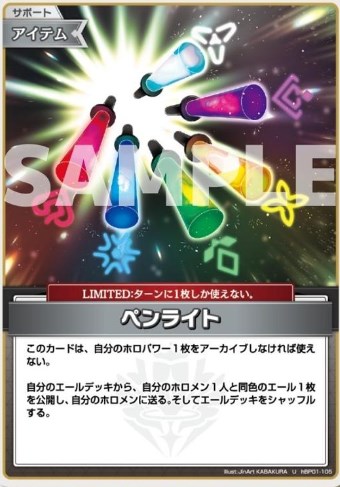 サポート
アイテム
SAMPLE
LIMITED:ターンに1枚しか使えない。
ペンライト
このカードは、自分のホロパワー1枚をアーカイブしなければ使え
ない。
自分のエールデッキから、自分のホロメン1人と同色のエール1枚
を公開し、自分のホロメンに送る。そしてエールデッキをシャッフル
する。
Illust:JinArt KABAKURA U hBP01-105